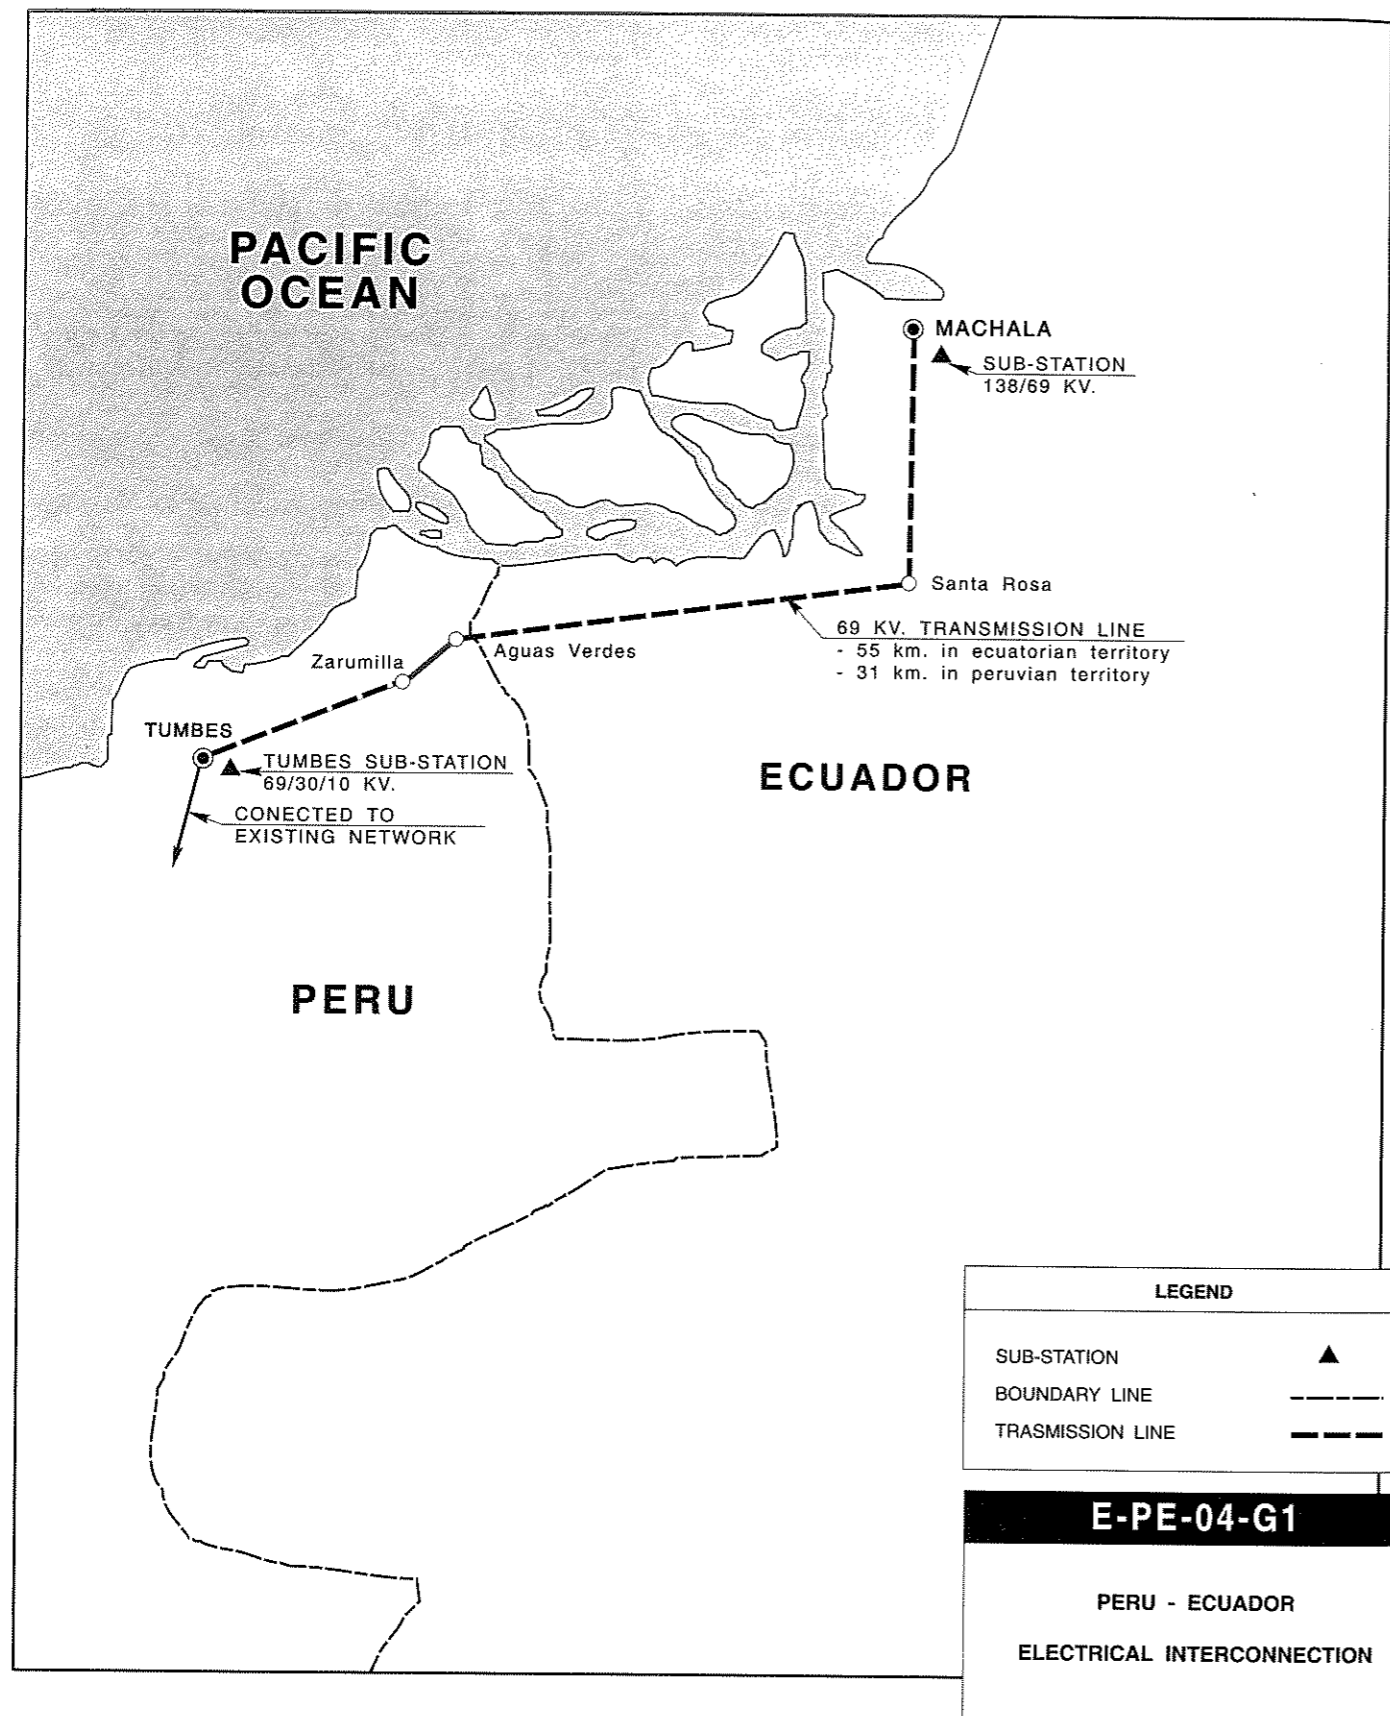 PACIFIC
OCEAN
MACHALA
SUB-STATION
138/69 KV.
Santa Rosa
69 KV. TRANSMISSION LINE
- 55 km. in ecuatorian territory
- 31 km. in peruvian territory
Aguas Verdes
Zarumilla
TUMBES
TUMBES SUB-STATION
69/30/10 KV.
CONECTED TO
EXISTING NETWORK
ECUADOR
PERU
LEGEND
SUB-STATION
BOUNDARY LINE
TRASMISSION LINE
E-PE-04-G1
PERU - ECUADOR
ELECTRICAL INTERCONNECTION